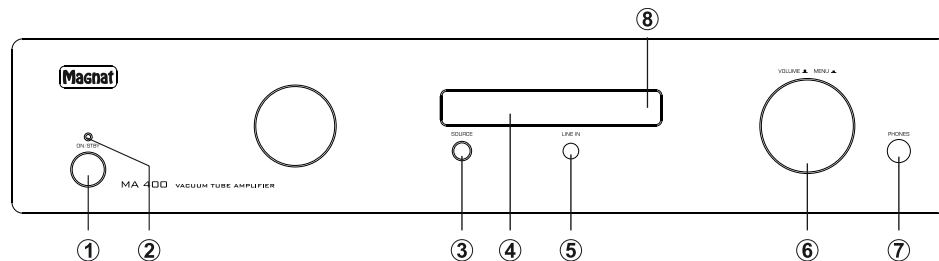 8
Magnat
VOLUME MENU
ON/STBY
SOURCE
LINE IN
PHONES
MA 400 VACUUM TUBE AMPLIFIER
1 2 3 4 5 6 7